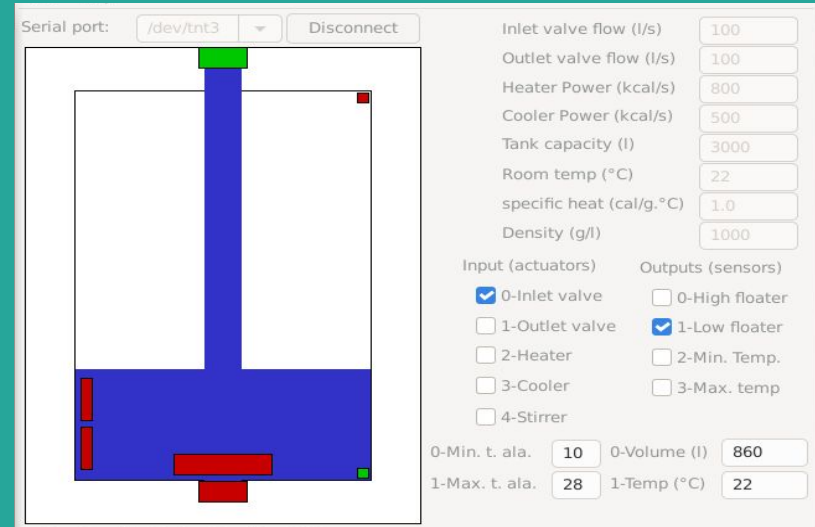 Serial port: /dev/tnt3 Disconnect
Inlet valve flow (l/s) 100
Outlet valve flow (l/s) 100
Heater Power (kcal/s) 800
Cooler Power (kcal/s) 500
Tank capacity (l) 3000
Room temp (°C) 22
specific heat (cal/g.°C) 1.0
Density (g/l) 1000
Input (actuators) Outputs (sensors)
0-Inlet valve 0-High floater
1-Outlet valve 1-Low floater
2-Heater 2-Min. Temp.
3-Cooler 3-Max. temp
4-Stirrer
0-Min. t. ala. 10 0-Volume (l) 860
1-Max. t. ala. 28 1-Temp (°C) 22